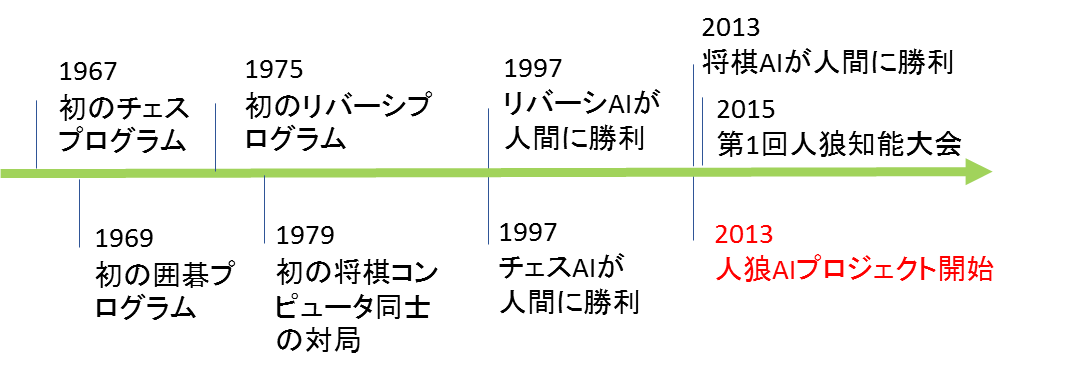 1967
初のチェス
プログラム
1975
初のリバーシプ
ログラム
1997
リバーシAIが
人間に勝利
2013
将棋AIが人間に勝利
2015
第1回人狼知能大会
1969
初の囲碁プ
ログラム
1979
初の将棋コン
ピュータ同士
の対局
1997
チェスAIが
人間に勝利
2013
人狼AIプロジェクト開始